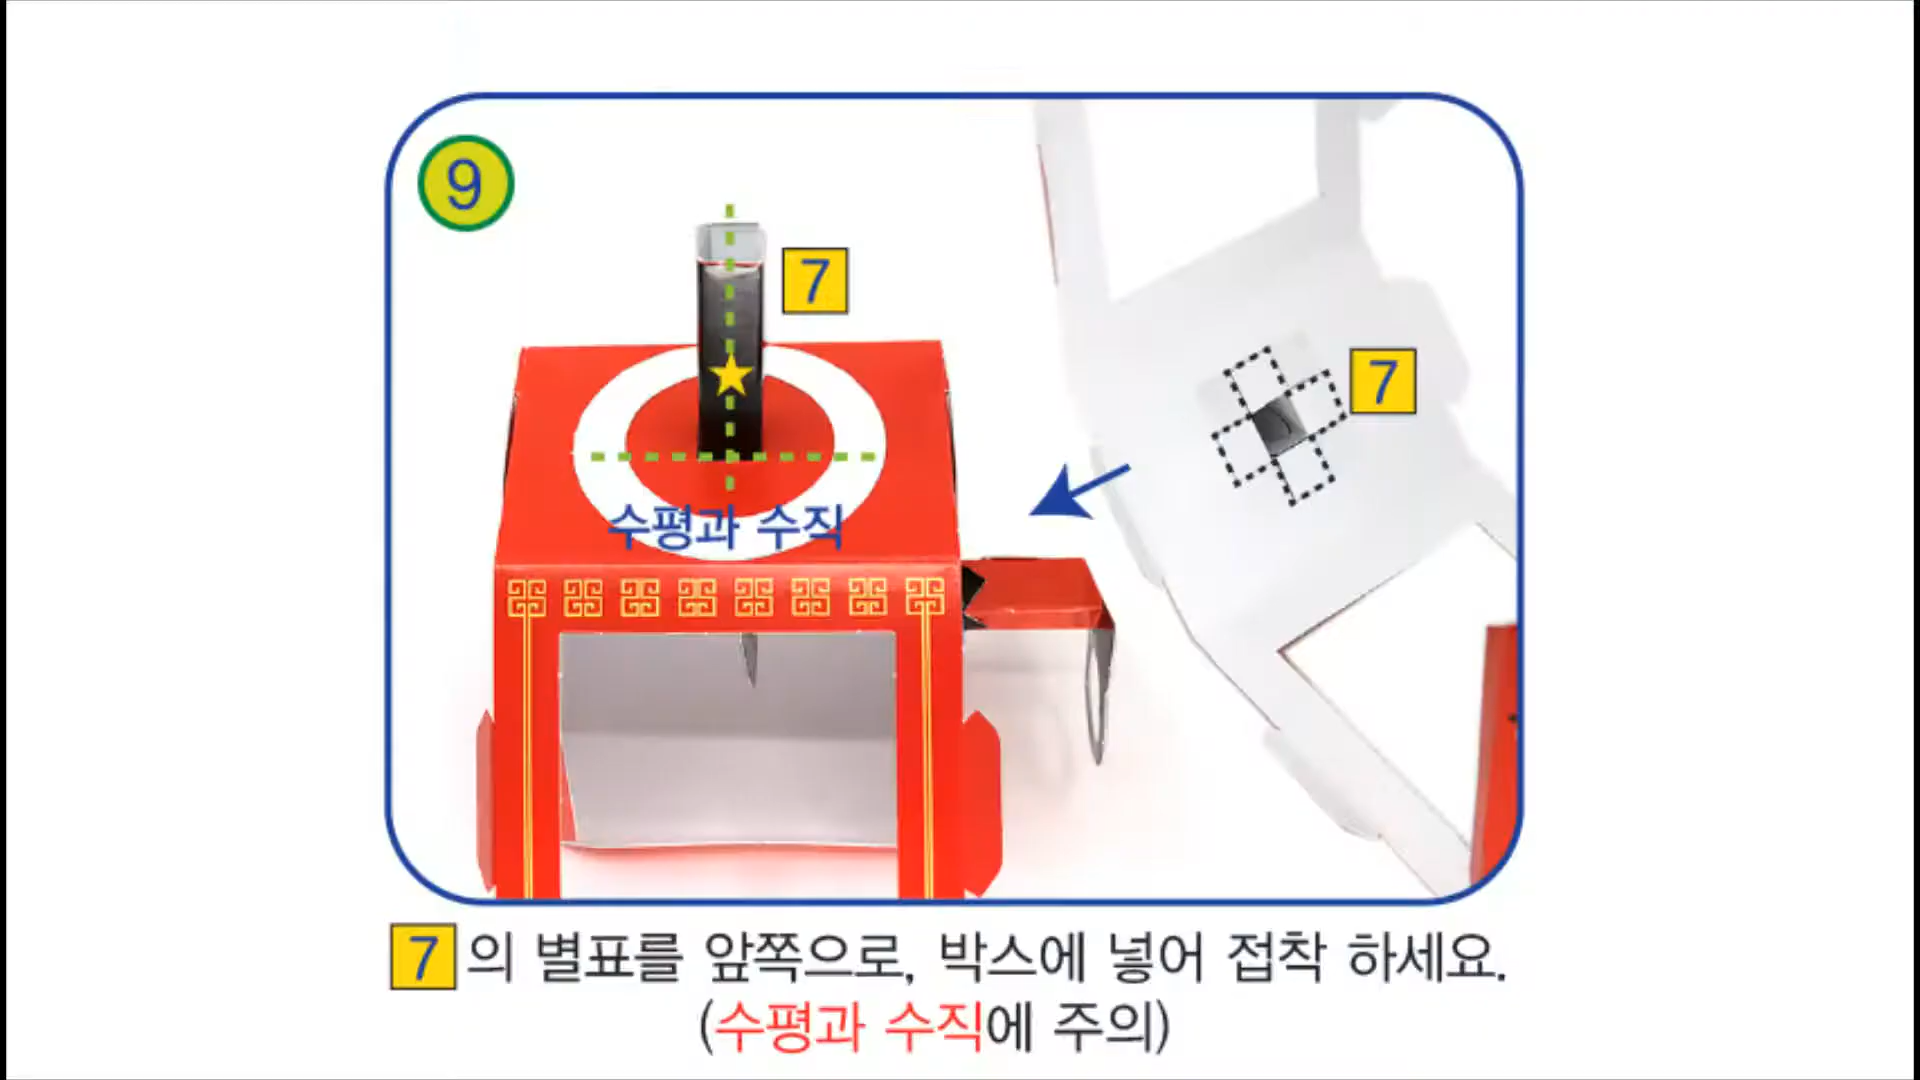 9
7
7
수평과 수직
7의 별표를 앞쪽으로, 박스에 넣어 접착 하세요.
(수평과 수직에 주의)